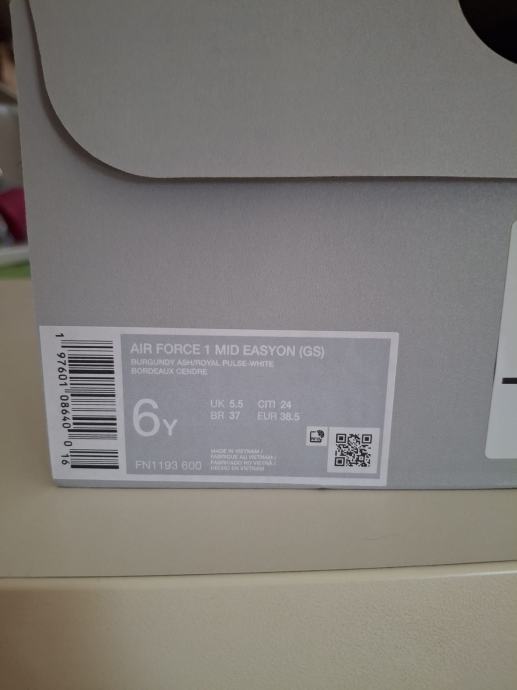 AIR FORCE 1 MID EASYON (GS)
BURGUNDY ASH/ROYAL PULSE-WHITE
BORDEAUX CENDRE
6Y
UK 5.5 CITI 24
BR 37 EUR 38.5
MADE IN VIETNAM /
FABRIQUE AU VIETNAM /
FABRICADO NO VIETNÃ /
HECHO EN VIETNAM
FN1193 600
1 97601 08640 0 16